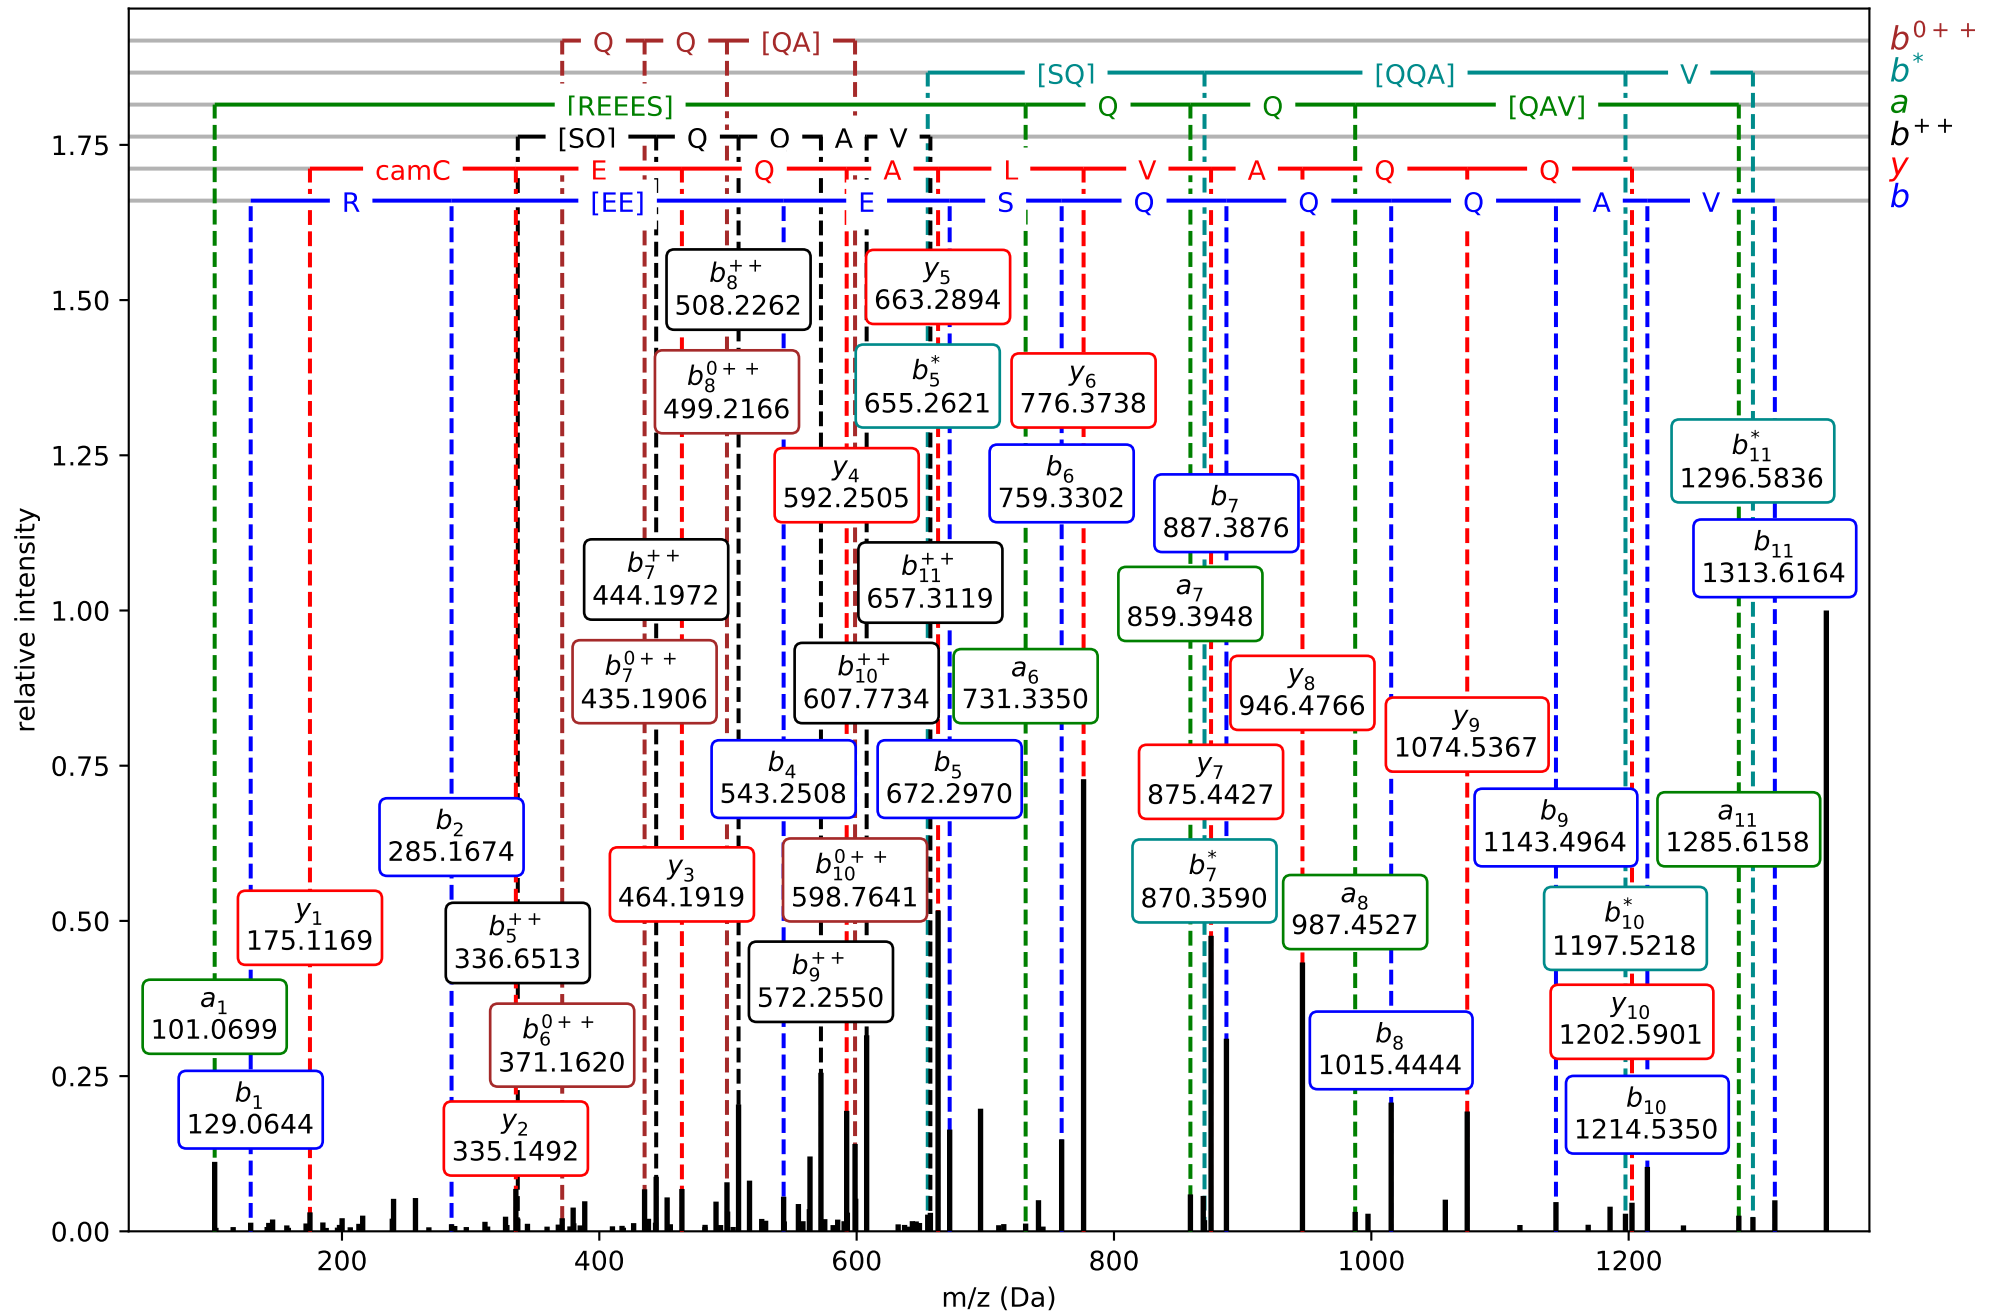 Q Q [QA] b⁰⁺⁺
[SQ] [QQA] V b*
[REEES] Q Q [QAV] a
[SQ] Q Q A V b⁺⁺
1.75
camC E Q A L V A Q Q y
R [EE] E S Q Q Q A V b
b₈⁺⁺
508.2262
y₅
663.2894
1.50
b₈⁰⁺⁺
499.2166
b₅*
655.2621
y₆
776.3738
1.25
y₄
592.2505
b₆
759.3302
b₇
887.3876
b₁₁*
1296.5836
b₇⁺⁺
444.1972
b₁₁⁺⁺
657.3119
a₇
859.3948
b₁₁
1313.6164
1.00
relative intensity
b₇⁰⁺⁺
435.1906
b₁₀⁺⁺
607.7734
a₆
731.3350
y₈
946.4766
y₉
1074.5367
0.75
b₄
543.2508
b₅
672.2970
y₇
875.4427
b₂
285.1674
y₃
464.1919
b₁₀⁰⁺⁺
598.7641
b₇*
870.3590
b₉
1143.4964
a₁₁
1285.6158
0.50
y₁
175.1169
b₅⁺⁺
336.6513
b₉⁺⁺
572.2550
a₈
987.4527
b₁₀*
1197.5218
a₁
101.0699
b₆⁰⁺⁺
371.1620
b₈
1015.4444
y₁₀
1202.5901
0.25
b₁
129.0644
y₂
335.1492
b₁₀
1214.5350
0.00
200 400 600 800 1000 1200
m/z (Da)